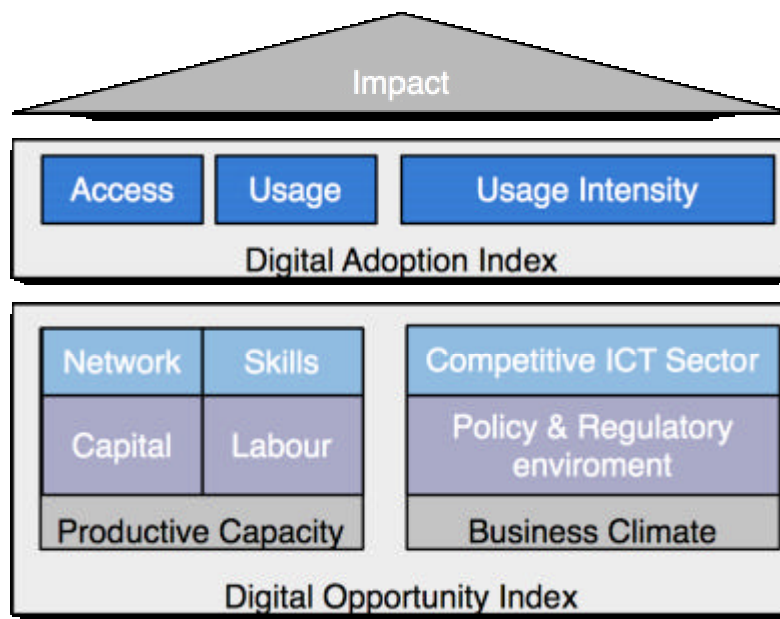 Impact
Access
Usage
Usage Intensity
Digital Adoption Index
Network
Skills
Competitive ICT Sector
Capital
Labour
Policy & Regulatory
enviroment
Productive Capacity
Business Climate
Digital Opportunity Index